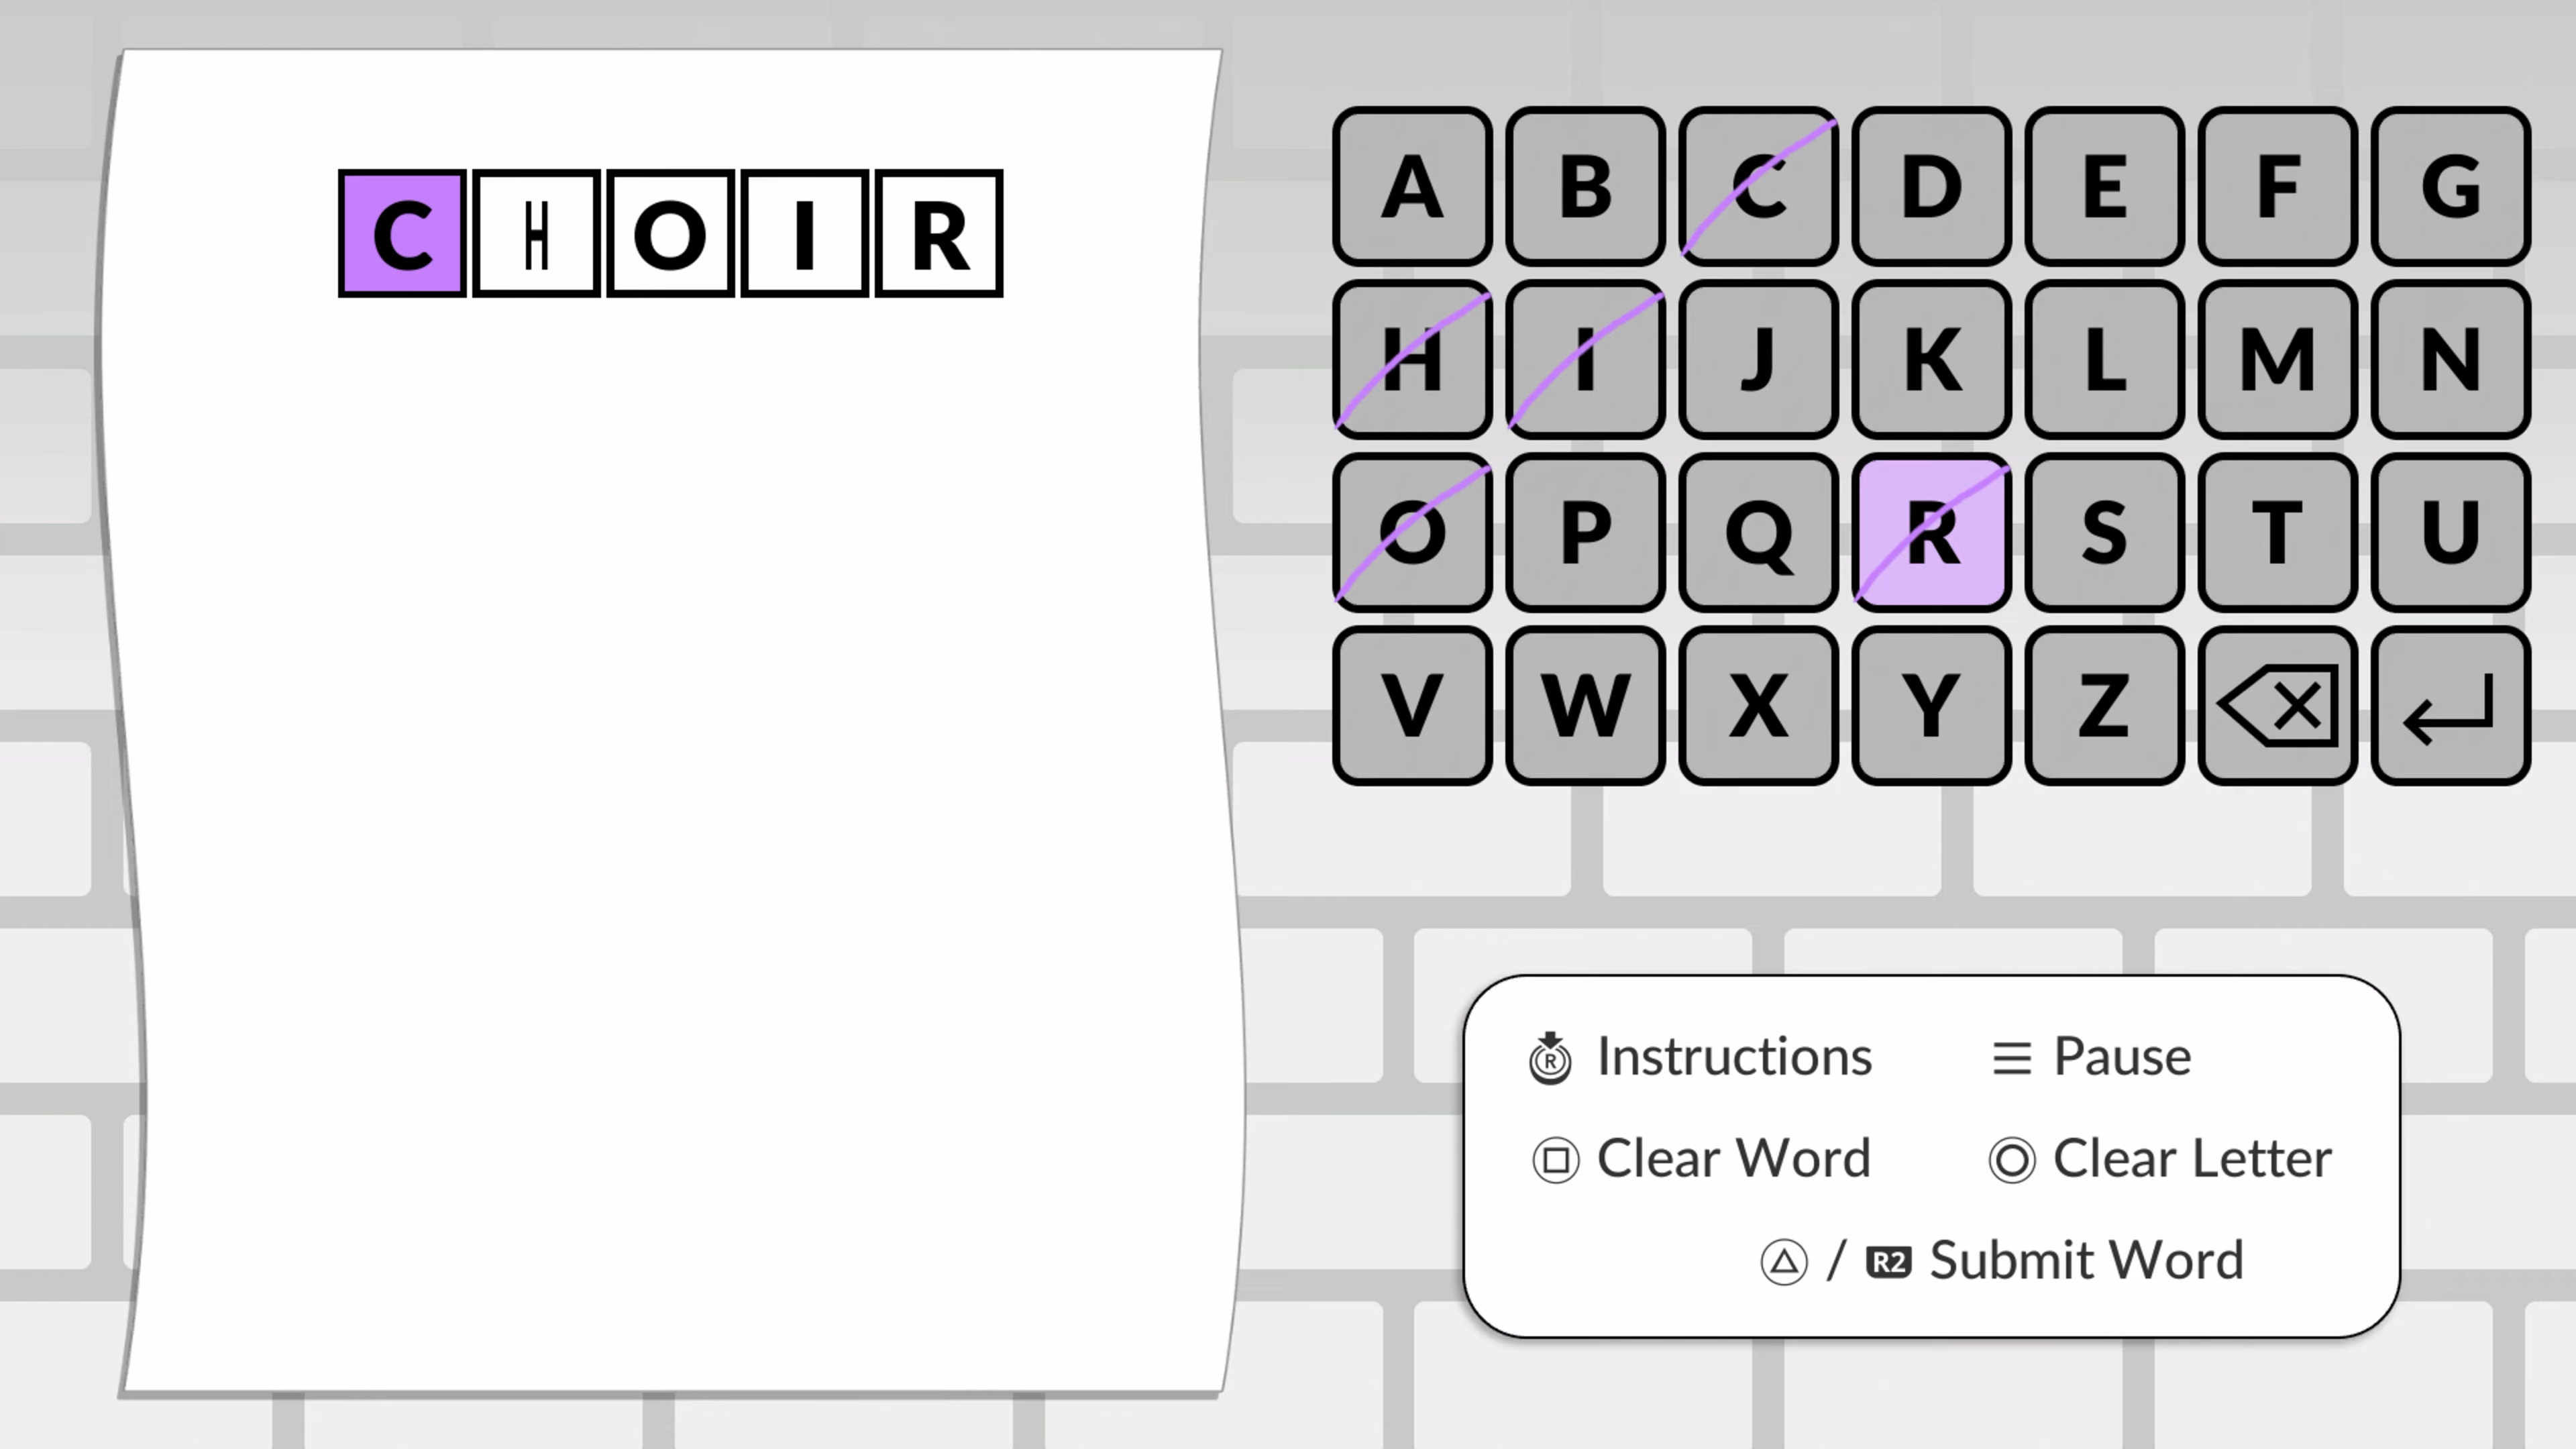 CHOIR
A B C D E F G
H I J K L M N
O P Q R S T U
V W X Y Z
R Instructions Pause
Clear Word Clear Letter
/ R2 Submit Word